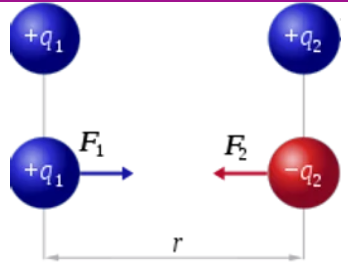 +q₁ +q₂
F₁ F₂
+q₁ −q₂
r